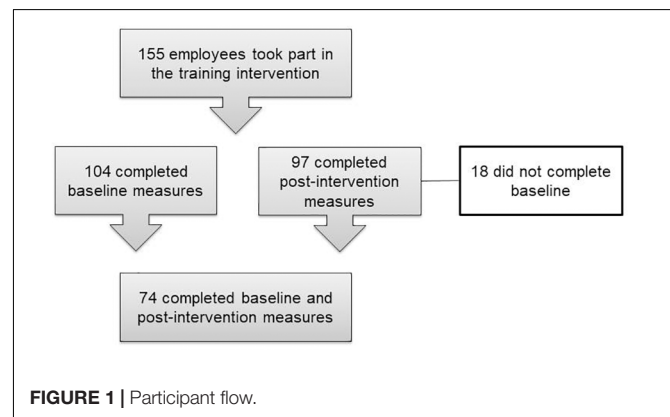 155 employees took part in
the training intervention
104 completed
baseline measures
97 completed
post-intervention
measures
18 did not complete
baseline
74 completed baseline and
post-intervention measures
FIGURE 1 | Participant flow.